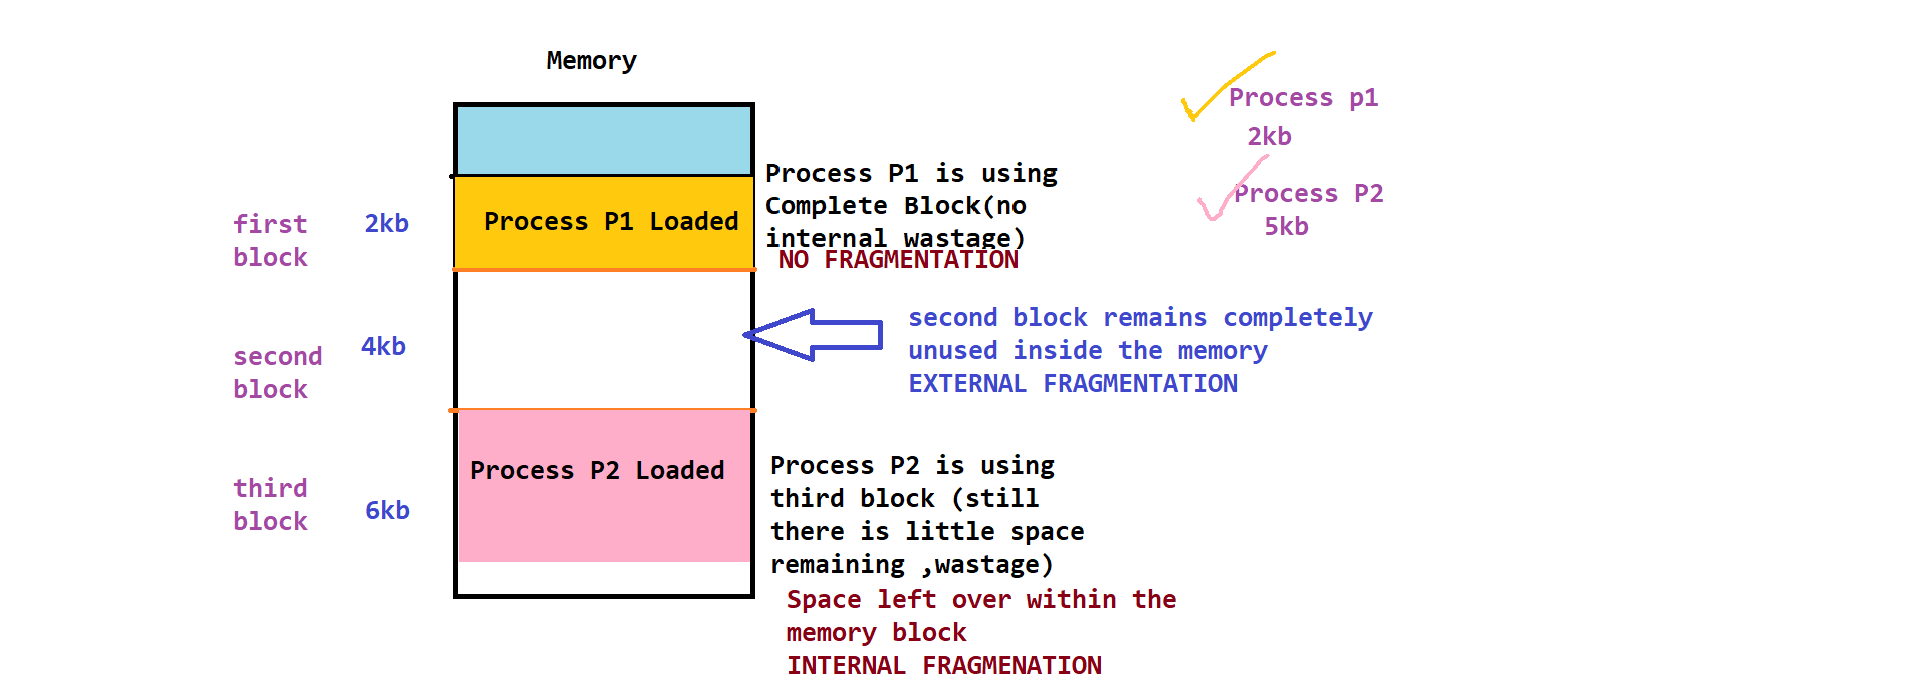 Memory
Process p1
2kb
Process P2
5kb
Process P1 is using
Complete Block(no
internal wastage)
NO FRAGMENTATION
first
block
2kb
Process P1 Loaded
second block remains completely
unused inside the memory
EXTERNAL FRAGMENTATION
second
block
4kb
third
block
6kb
Process P2 Loaded
Process P2 is using
third block (still
there is little space
remaining ,wastage)
Space left over within the
memory block
INTERNAL FRAGMENATION